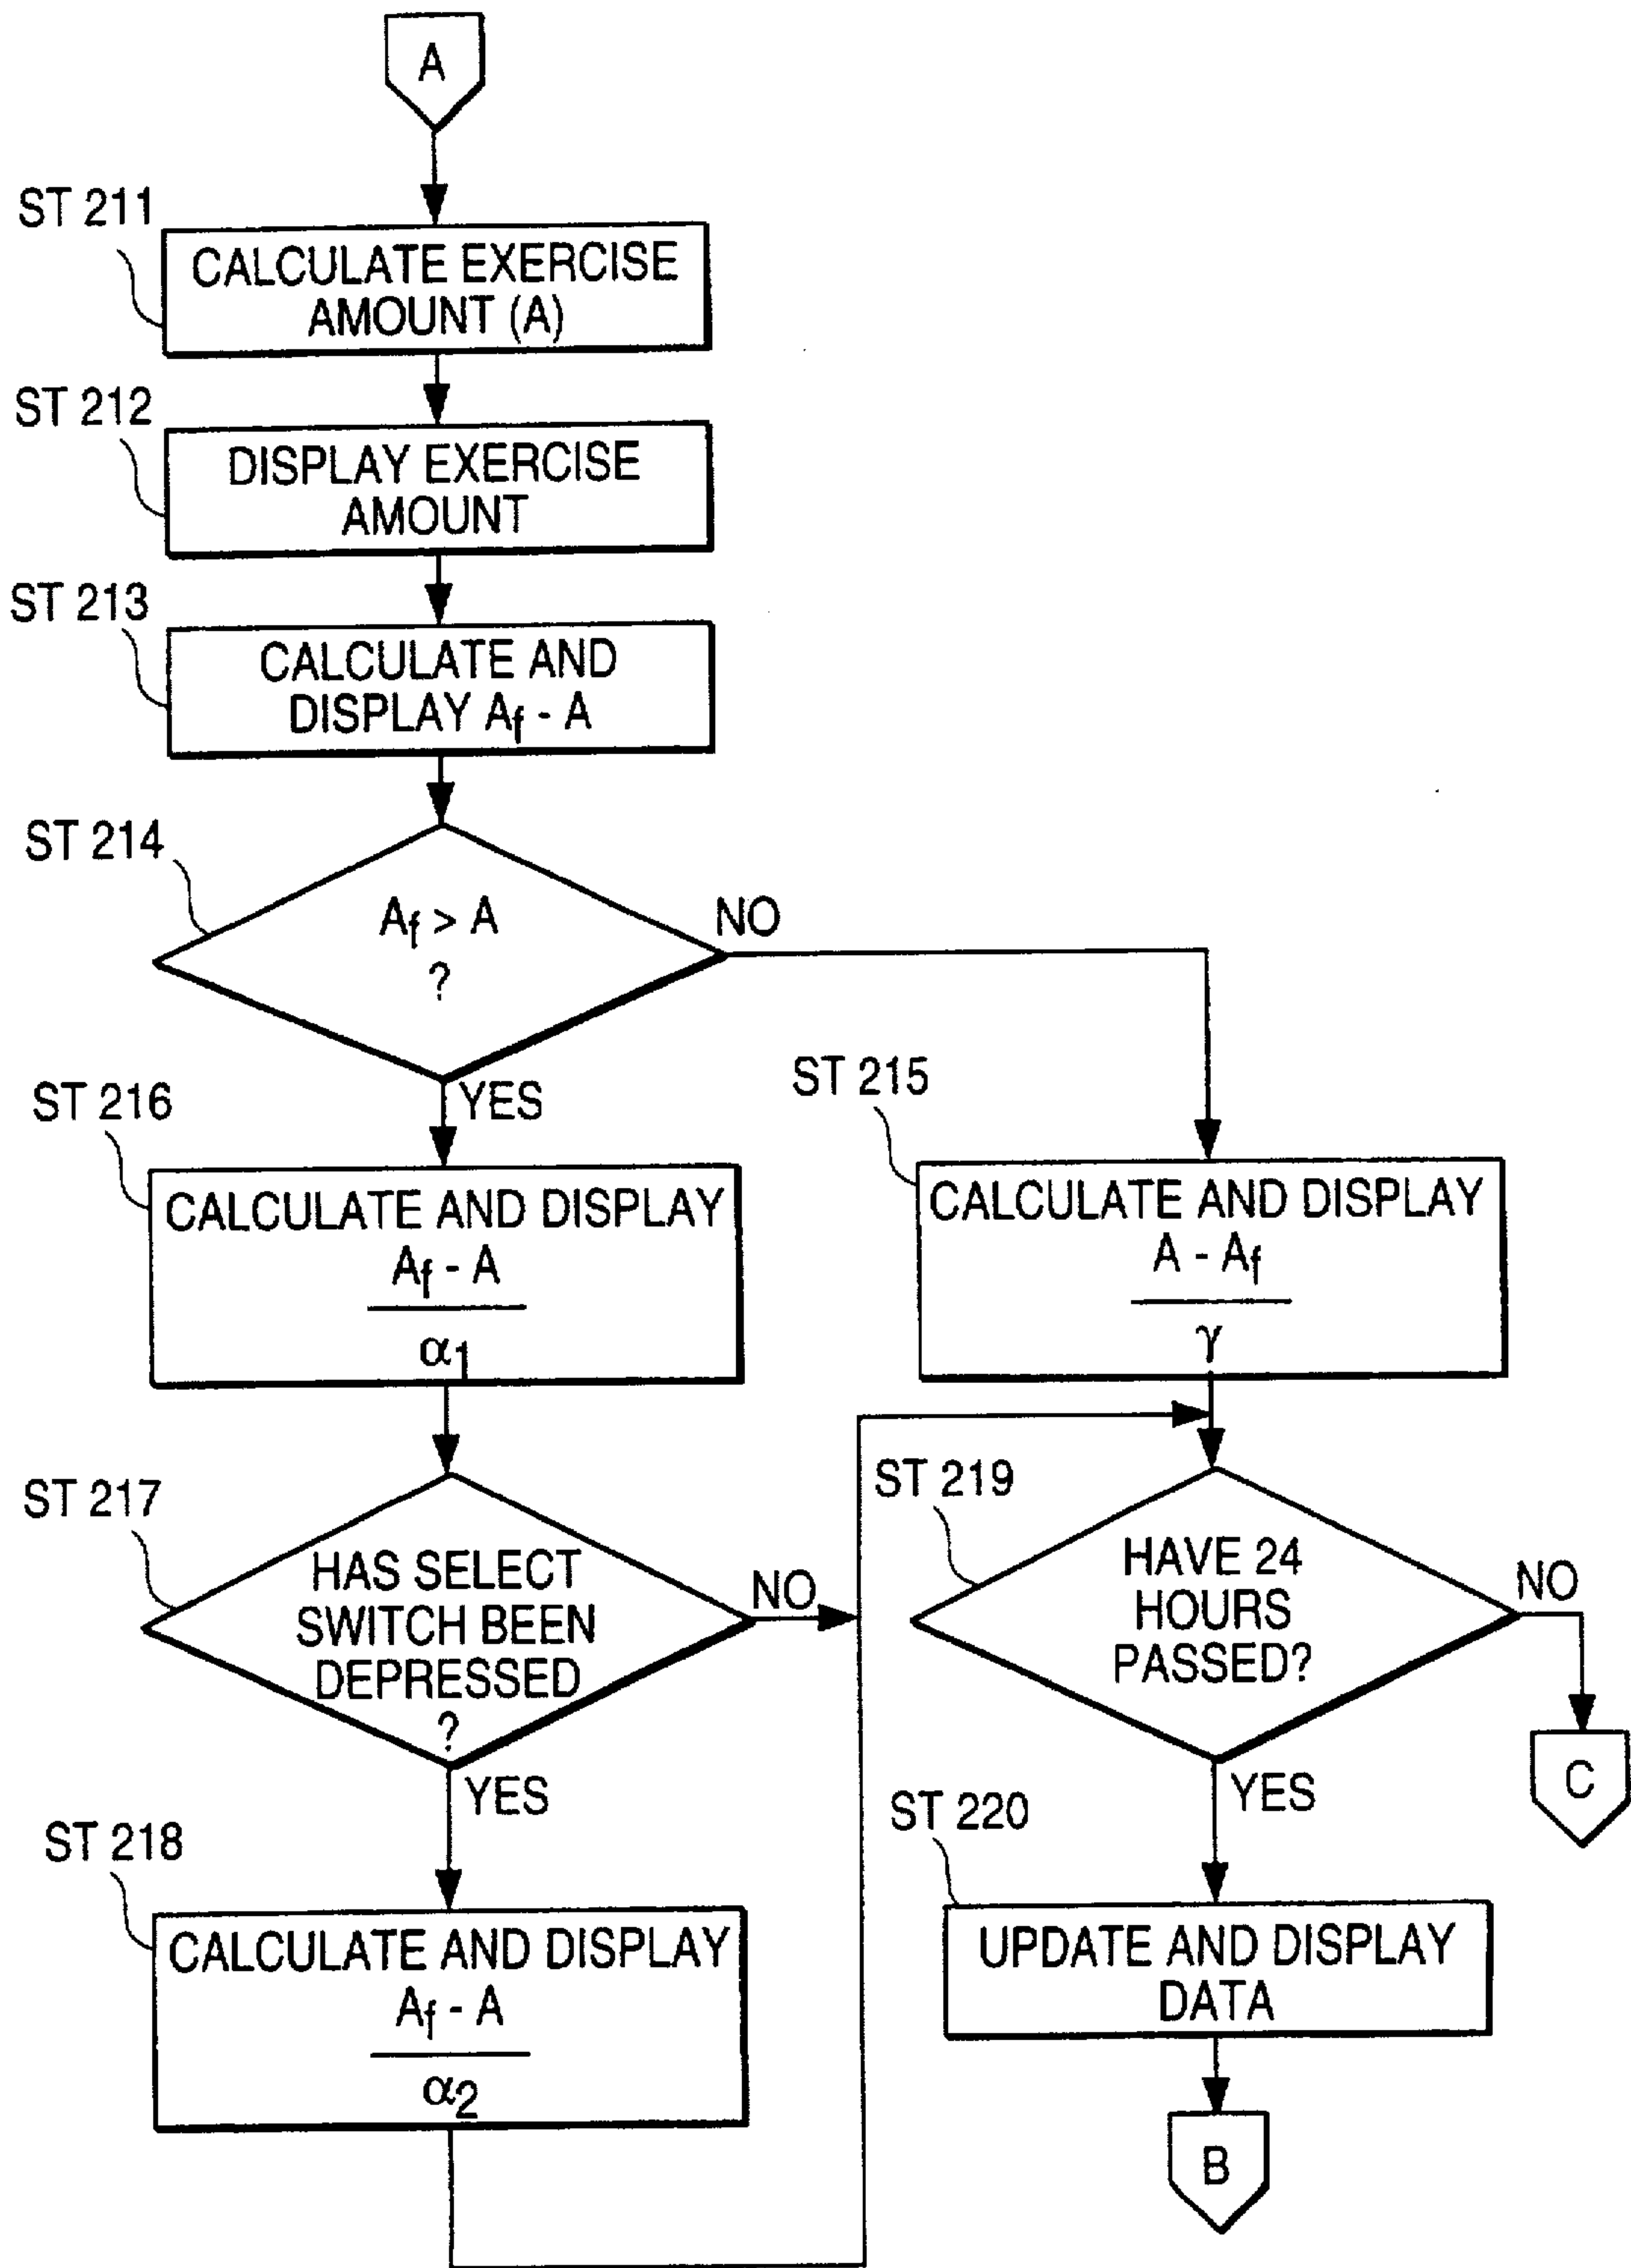 A
ST 211
CALCULATE EXERCISE
AMOUNT (A)
ST 212
DISPLAY EXERCISE
AMOUNT
ST 213
CALCULATE AND
DISPLAY Af - A
ST 214
Af > A
?
NO
YES
ST 216
CALCULATE AND DISPLAY
Af - A
α1
ST 215
CALCULATE AND DISPLAY
A - Af
γ
ST 217
HAS SELECT
SWITCH BEEN
DEPRESSED
?
NO
YES
ST 219
HAVE 24
HOURS
PASSED?
NO
C
YES
ST 218
CALCULATE AND DISPLAY
Af - A
α2
ST 220
UPDATE AND DISPLAY
DATA
B